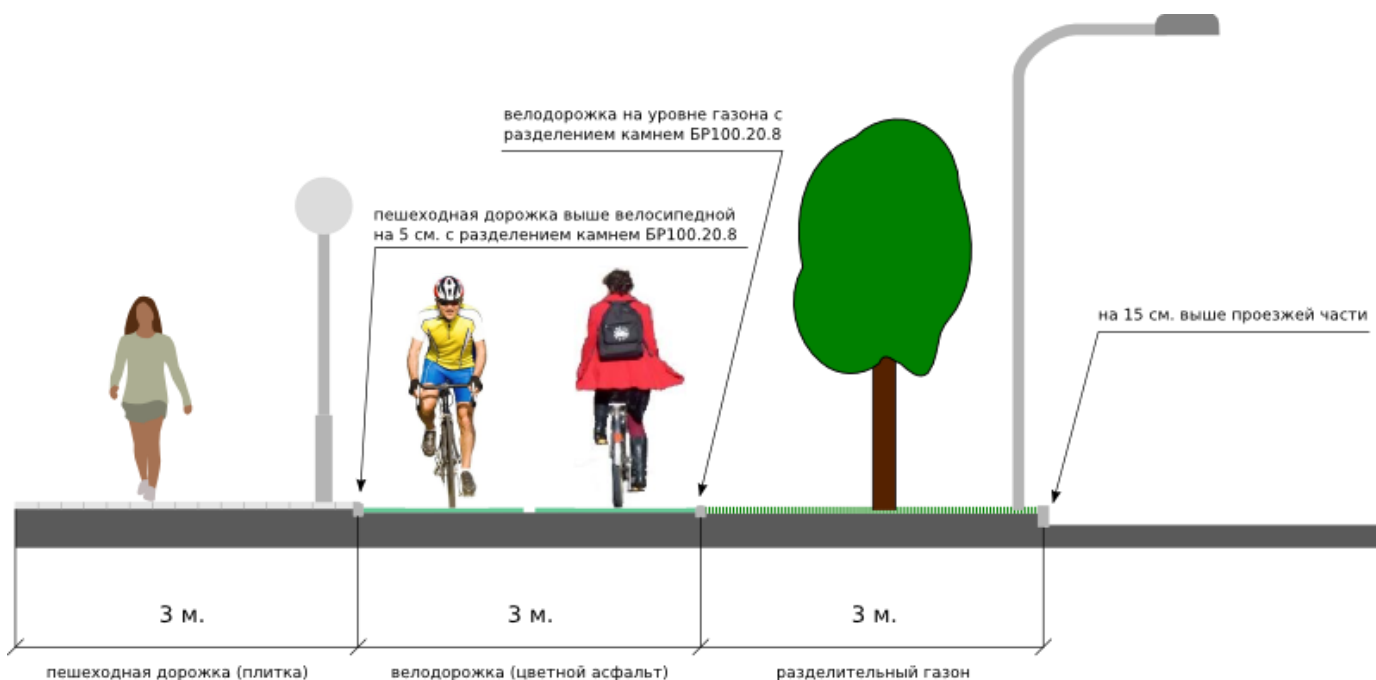 велодорожка на уровне газона с
разделением камнем БР100.20.8
пешеходная дорожка выше велосипедной
на 5 см. с разделением камнем БР100.20.8
на 15 см. выше проезжей части
3 м.
3 м.
3 м.
пешеходная дорожка (плитка)
велодорожка (цветной асфальт)
разделительный газон